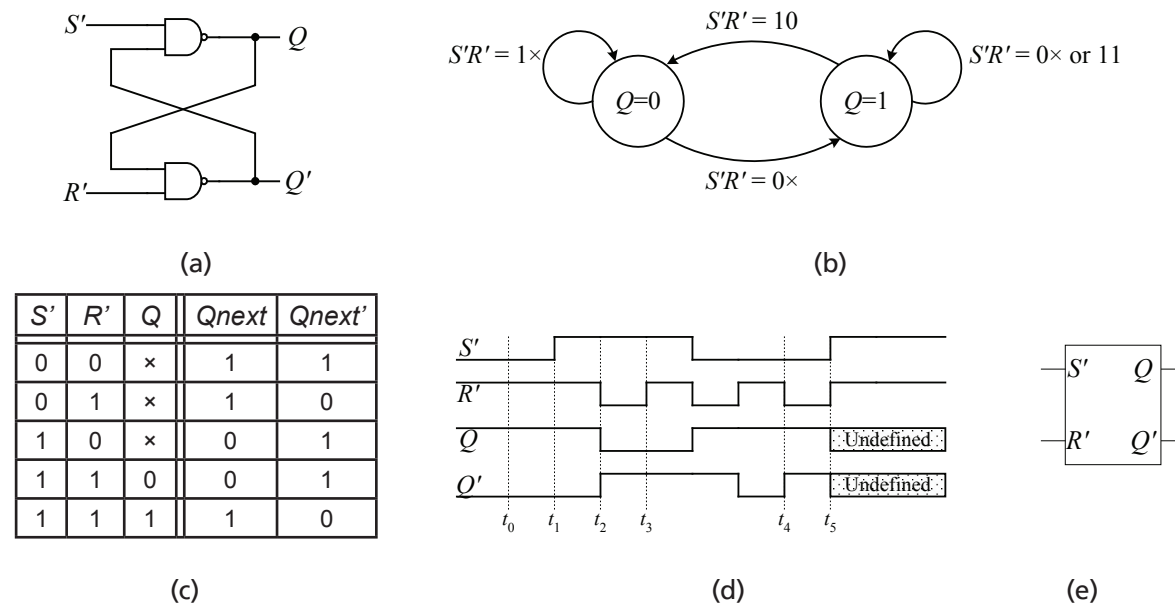 S' Q
R' Q'
(a)
S'R' = 10
S'R' = 1× Q=0 Q=1 S'R' = 0× or 11
S'R' = 0×
(b)
S' R' Q Qnext Qnext'
0 0 × 1 1
0 1 × 1 0
1 0 × 0 1
1 1 0 0 1
1 1 1 1 0
(c)
S'
R'
Q Undefined
Q' Undefined
t0 t1 t2 t3 t4 t5
(d)
S' Q
R' Q'
(e)